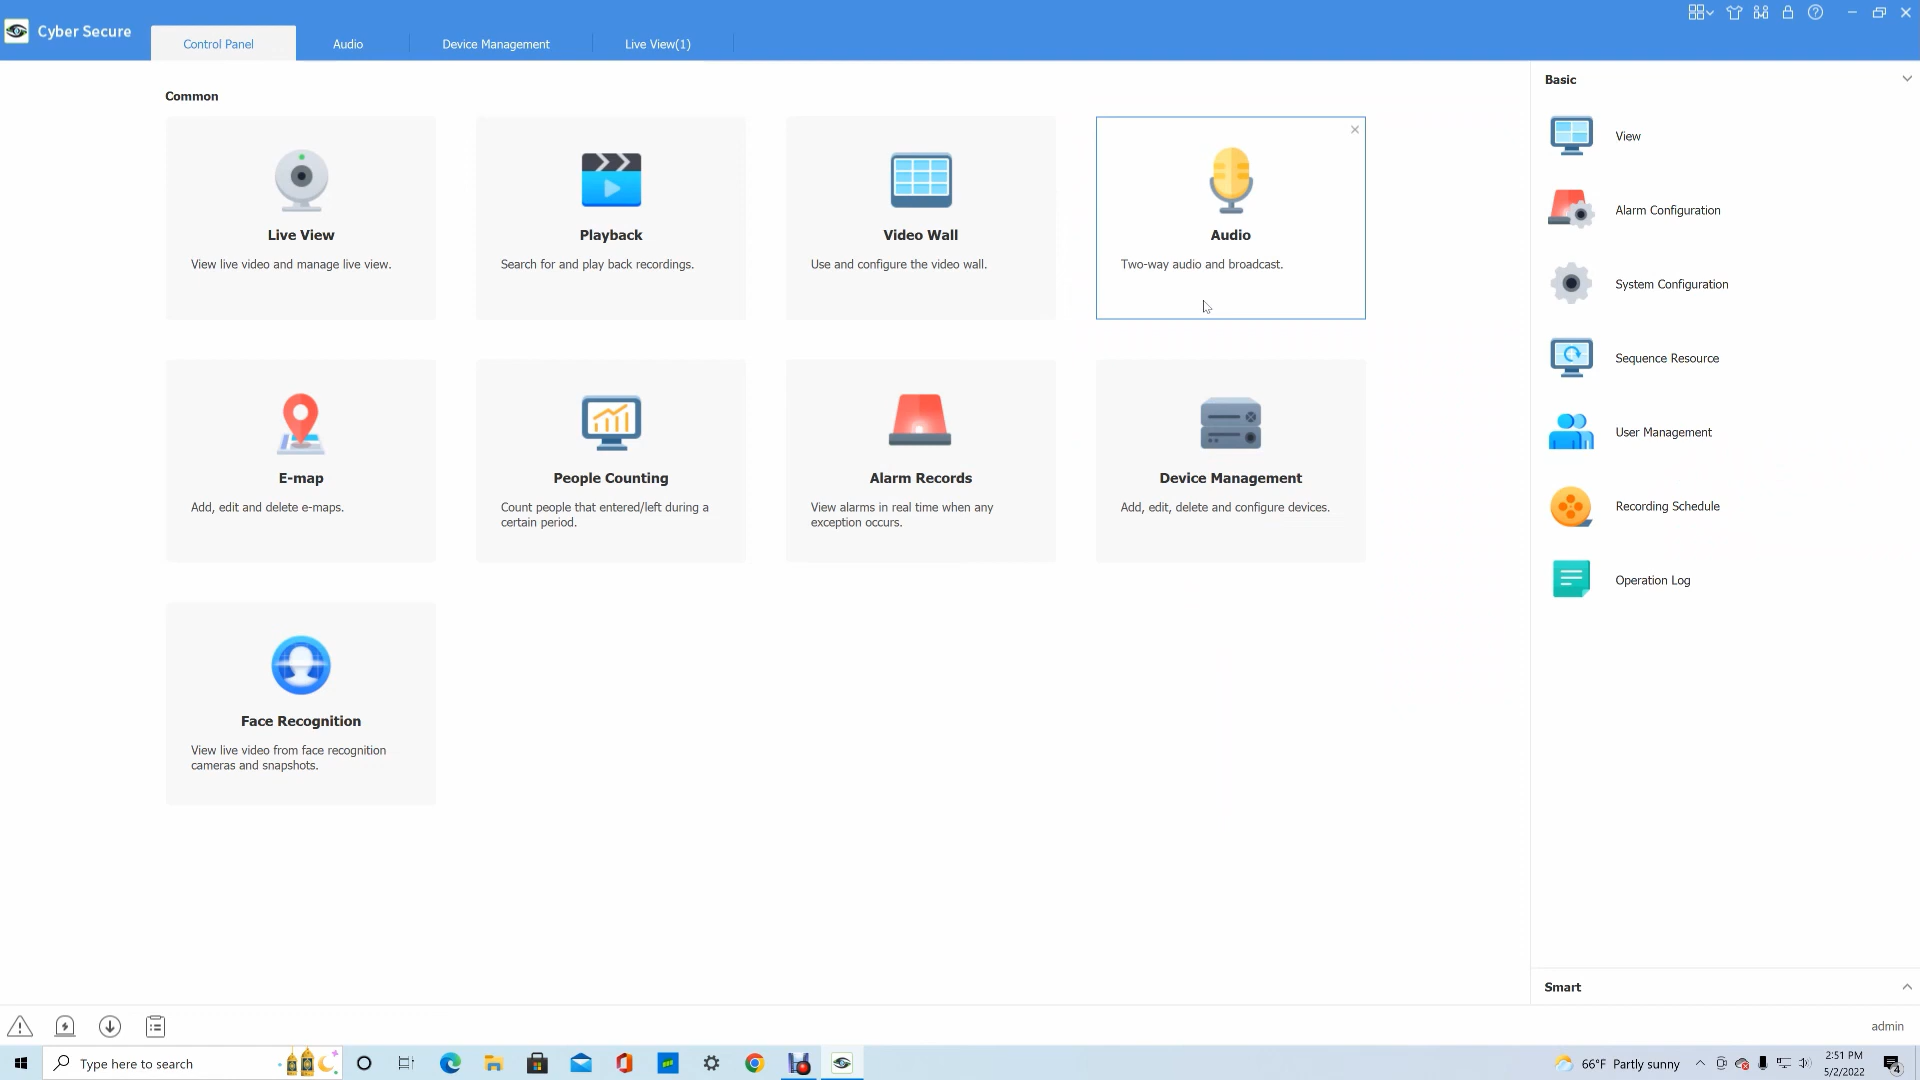 Cyber Secure
Control Panel
Audio
Device Management
Live View(1)
Common
Live View
View live video and manage live view.
Playback
Search for and play back recordings.
Video Wall
Use and configure the video wall.
Audio
Two-way audio and broadcast.
E-map
Add, edit and delete e-maps.
People Counting
Count people that entered/left during a
certain period.
Alarm Records
View alarms in real time when any
exception occurs.
Device Management
Add, edit, delete and configure devices.
Face Recognition
View live video from face recognition
cameras and snapshots.
Basic
View
Alarm Configuration
System Configuration
Sequence Resource
User Management
Recording Schedule
Operation Log
Smart
admin
Type here to search
66°F Partly sunny
2:51 PM
5/2/2022
4